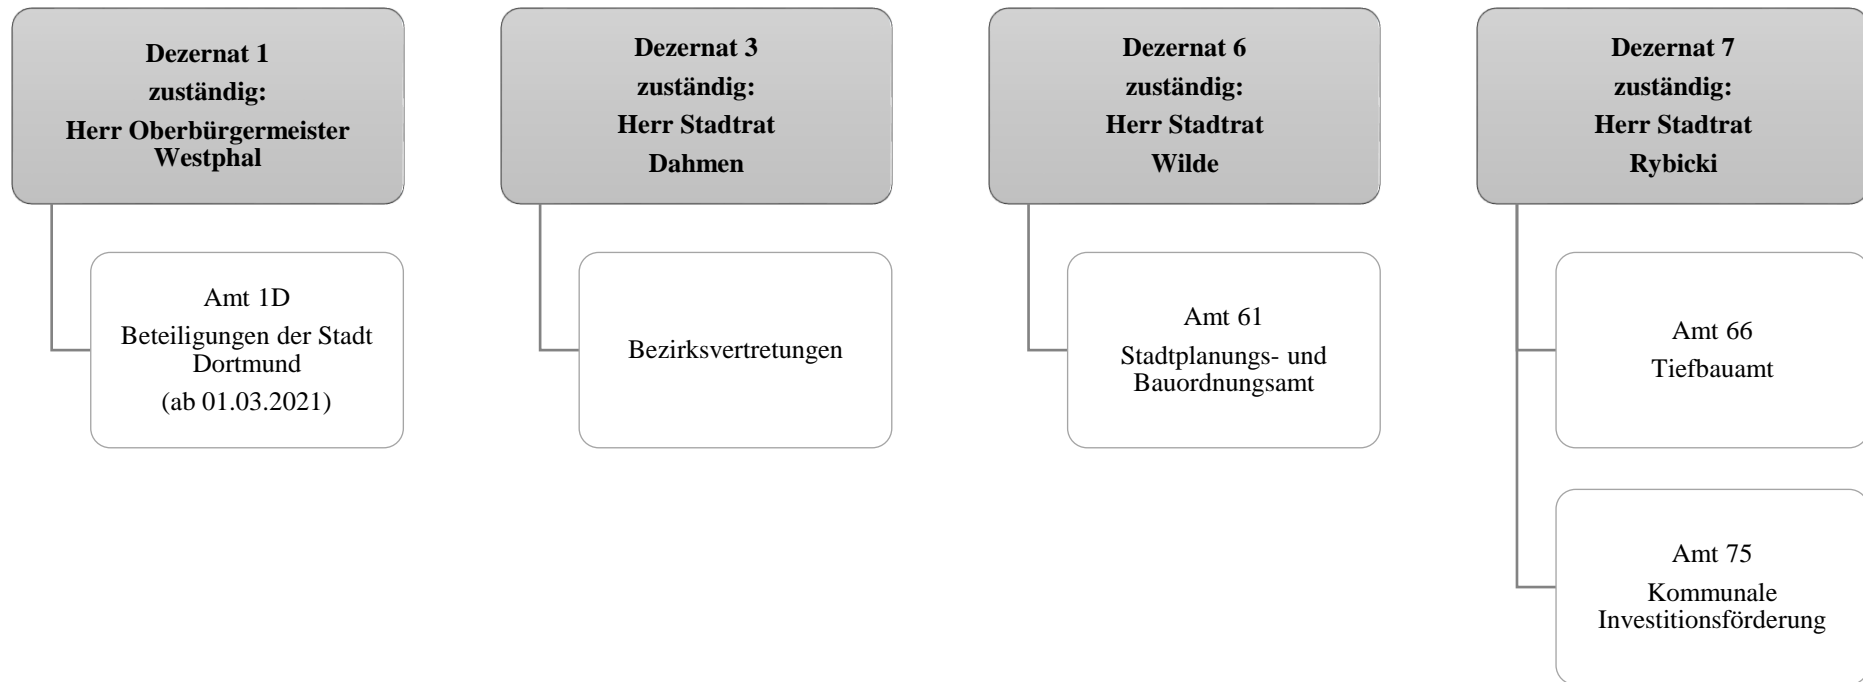 Dezernat 1
zuständig:
Herr Oberbürgermeister
Westphal
Amt 1D
Beteiligungen der Stadt
Dortmund
(ab 01.03.2021)
Dezernat 3
zuständig:
Herr Stadtrat
Dahmen
Bezirksvertretungen
Dezernat 6
zuständig:
Herr Stadtrat
Wilde
Amt 61
Stadtplanungs- und
Bauordnungsamt
Dezernat 7
zuständig:
Herr Stadtrat
Rybicki
Amt 66
Tiefbauamt
Amt 75
Kommunale
Investitionsförderung